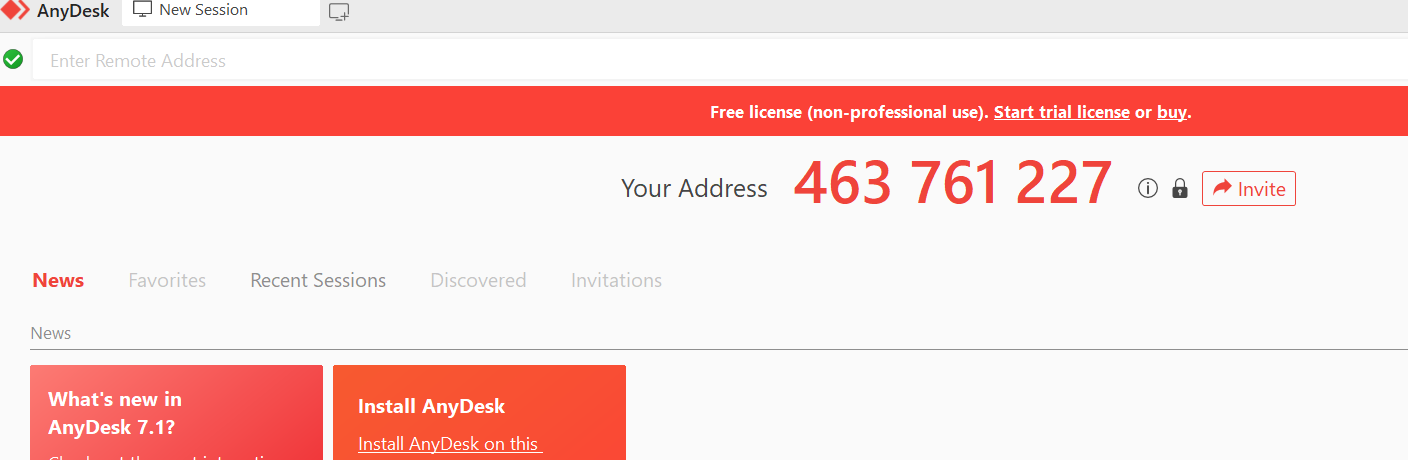 AnyDesk
New Session
Enter Remote Address
Free license (non-professional use). Start trial license or buy.
Your Address 463 761 227 Invite
News Favorites Recent Sessions Discovered Invitations
News
What's new in
AnyDesk 7.1?
Install AnyDesk
Install AnyDesk on this